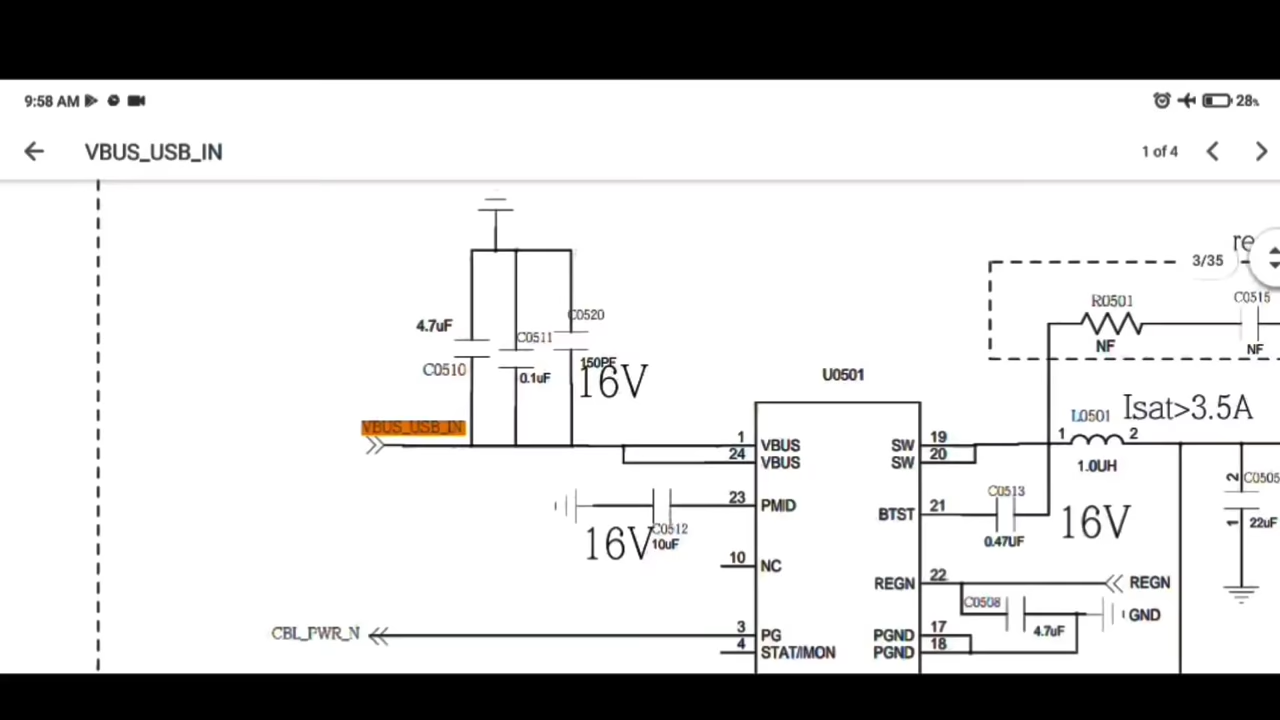 9:58 AM
28%
VBUS_USB_IN
1 of 4
3/35
re
R0501
C0515
NF
NF
4.7uF
C0510
C0511
0.1uF
C0520
150PF
16V
U0501
L0501
Isat>3.5A
1
2
1.0UH
VBUS_USB_IN
1
VBUS
24
VBUS
SW
19
SW
20
23
PMID
C0512
10uF
16V
BTST
21
C0513
0.47UF
16V
2
C0505
1
22uF
10
NC
REGN
22
REGN
C0508
4.7uF
GND
CBL_PWR_N
3
PG
4
STAT/MON
PGND
17
PGND
18